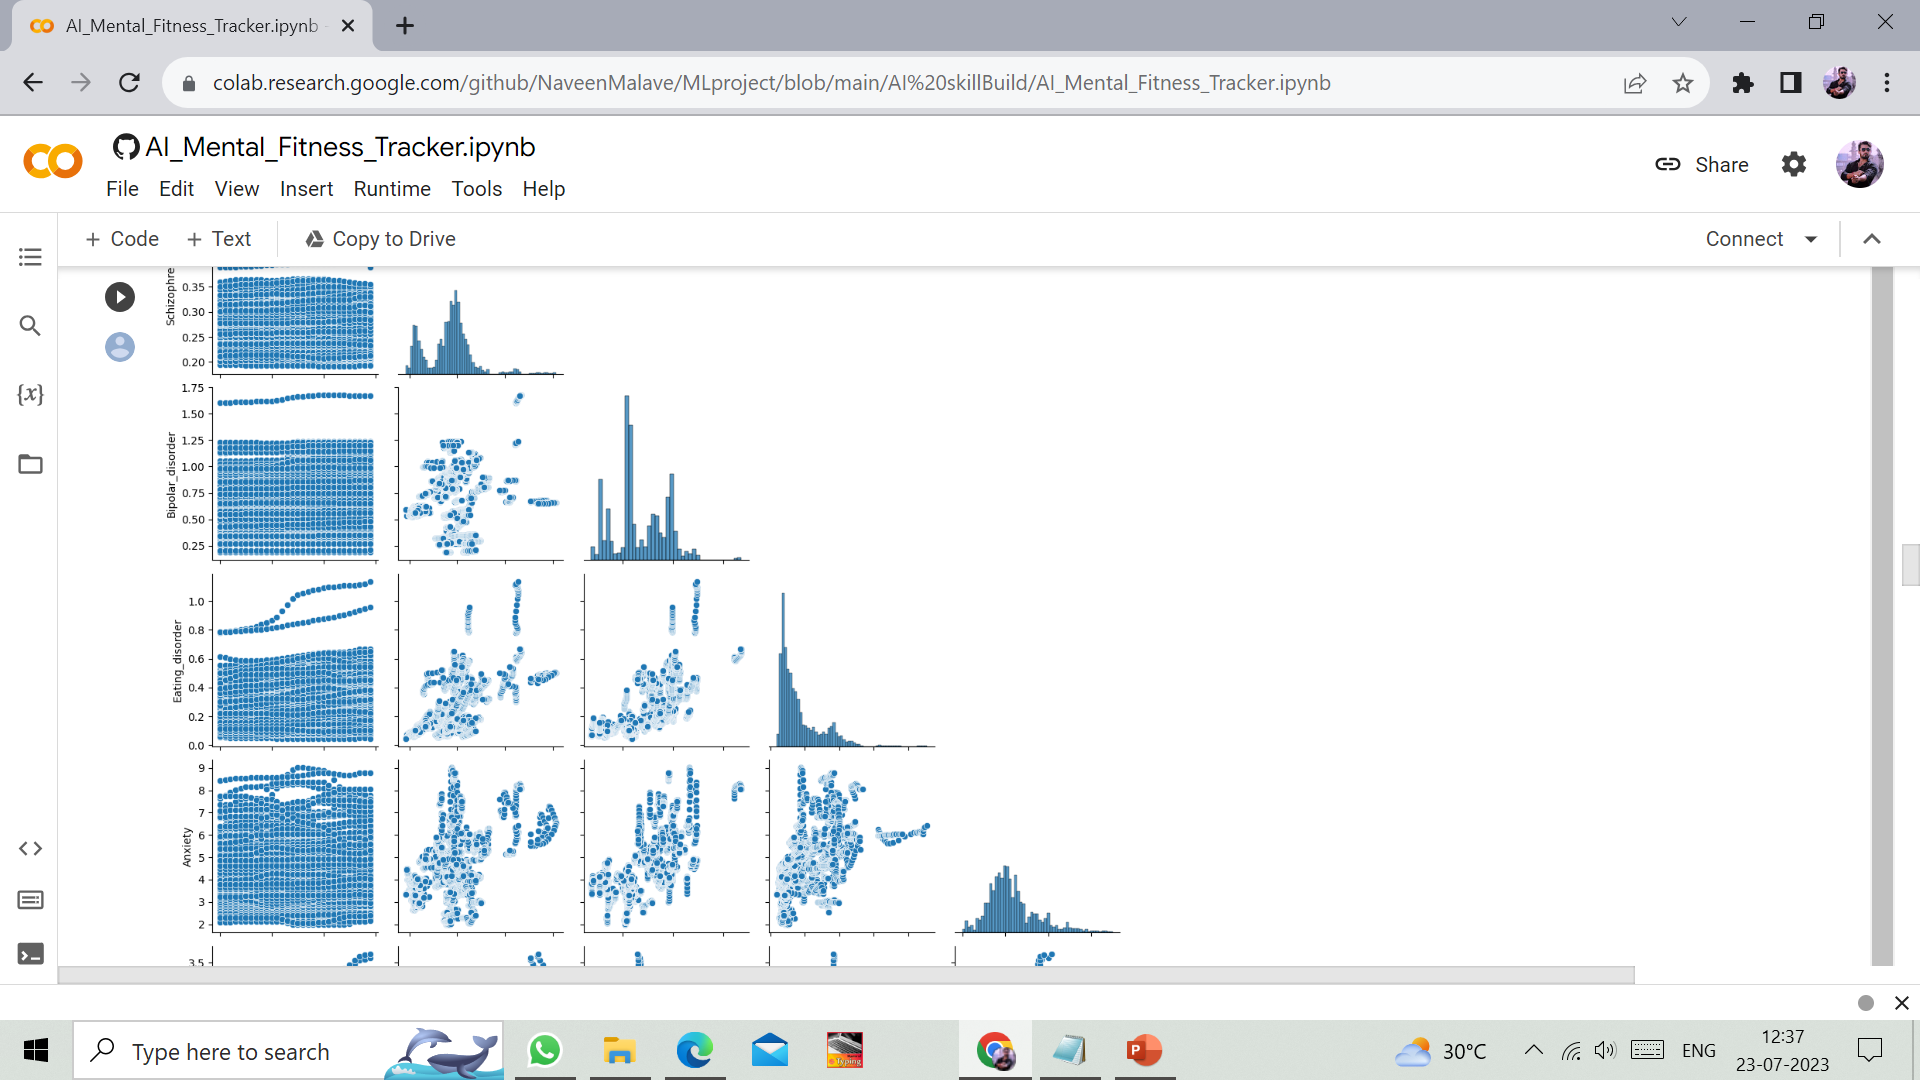 AI_Mental_Fitness_Tracker.ipynb
colab.research.google.com/github/NaveenMalave/MLproject/blob/main/AI%20skillBuild/AI_Mental_Fitness_Tracker.ipynb
AI_Mental_Fitness_Tracker.ipynb
Share
File Edit View Insert Runtime Tools Help
+ Code + Text Copy to Drive
Connect
{x}
Schizophre
0.35
0.30
0.25
0.20
Bipolar_disorder
1.75
1.50
1.25
1.00
0.75
0.50
0.25
Eating_disorder
1.0
0.8
0.6
0.4
0.2
0.0
Anxiety
9
8
7
6
5
4
3
2
3.5
Type here to search
30°C
ENG
12:37
23-07-2023